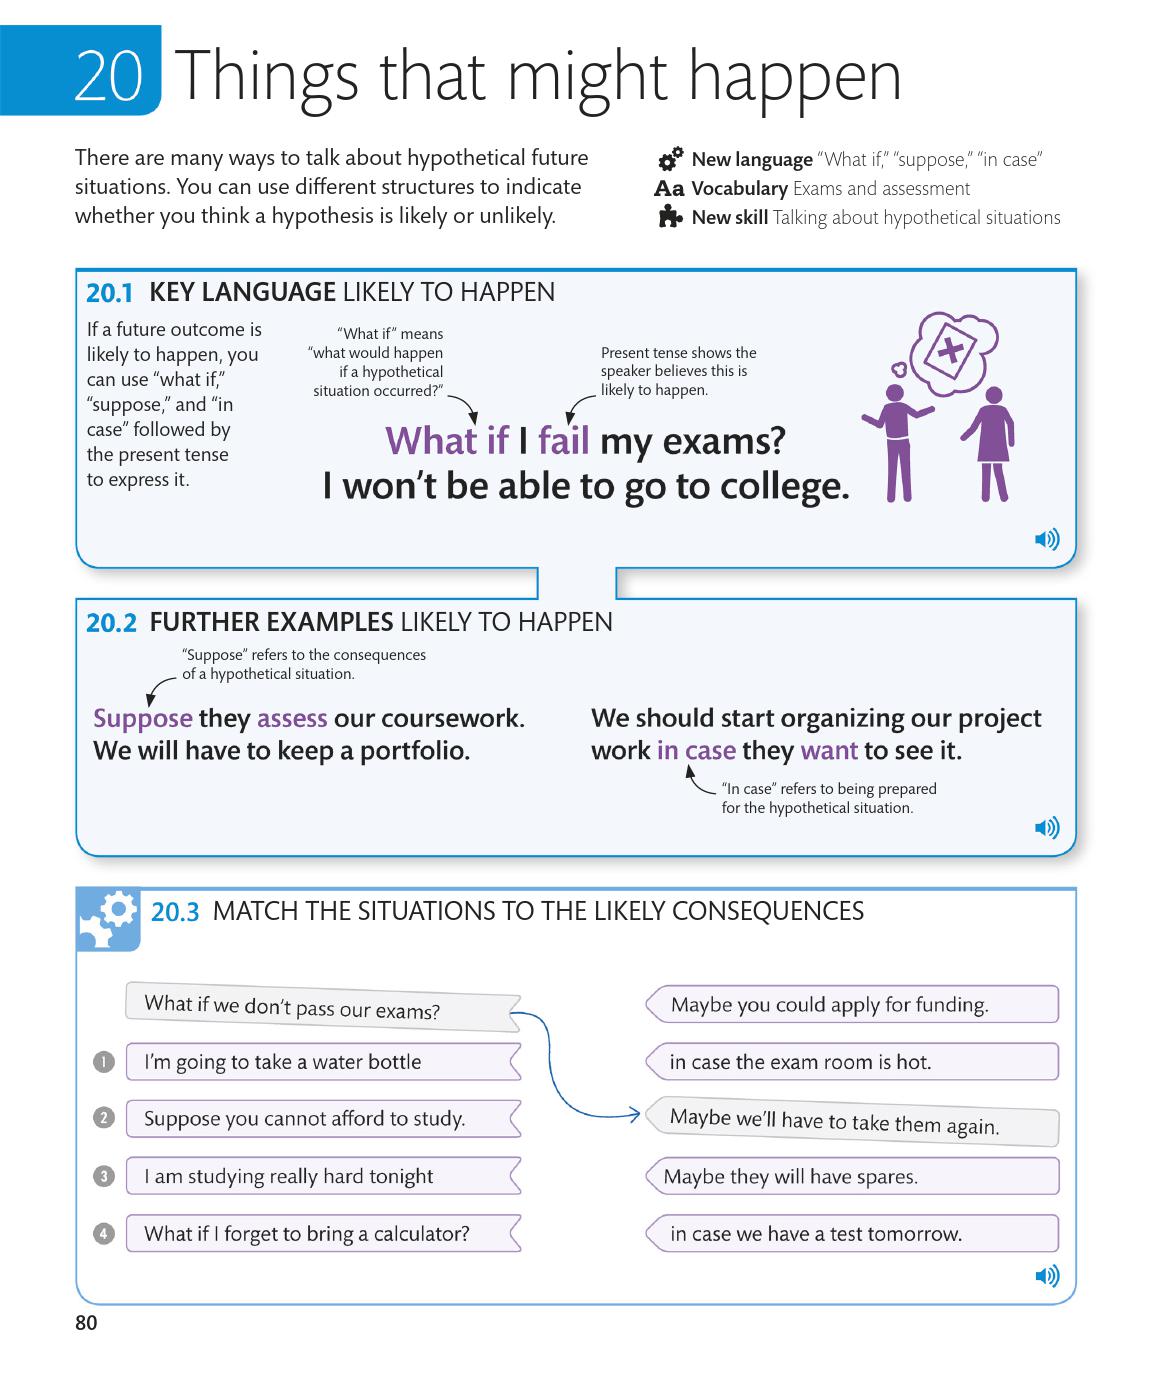 20 Things that might happen
There are many ways to talk about hypothetical future
situations. You can use different structures to indicate
whether you think a hypothesis is likely or unlikely.
New language “What if,” “suppose,” “in case”
Aa Vocabulary Exams and assessment
New skill Talking about hypothetical situations
20.1 KEY LANGUAGE LIKELY TO HAPPEN
If a future outcome is
likely to happen, you
can use “what if,”
“suppose,” and “in
case” followed by
the present tense
to express it.
“What if” means
“what would happen
if a hypothetical
situation occurred?”
Present tense shows the
speaker believes this is
likely to happen.
What if I fail my exams?
I won’t be able to go to college.
20.2 FURTHER EXAMPLES LIKELY TO HAPPEN
“Suppose” refers to the consequences
of a hypothetical situation.
Suppose they assess our coursework.
We will have to keep a portfolio.
We should start organizing our project
work in case they want to see it.
“In case” refers to being prepared
for the hypothetical situation.
20.3 MATCH THE SITUATIONS TO THE LIKELY CONSEQUENCES
What if we don’t pass our exams?
1 I’m going to take a water bottle
2 Suppose you cannot afford to study.
3 I am studying really hard tonight
4 What if I forget to bring a calculator?
Maybe you could apply for funding.
in case the exam room is hot.
Maybe we’ll have to take them again.
Maybe they will have spares.
in case we have a test tomorrow.
80